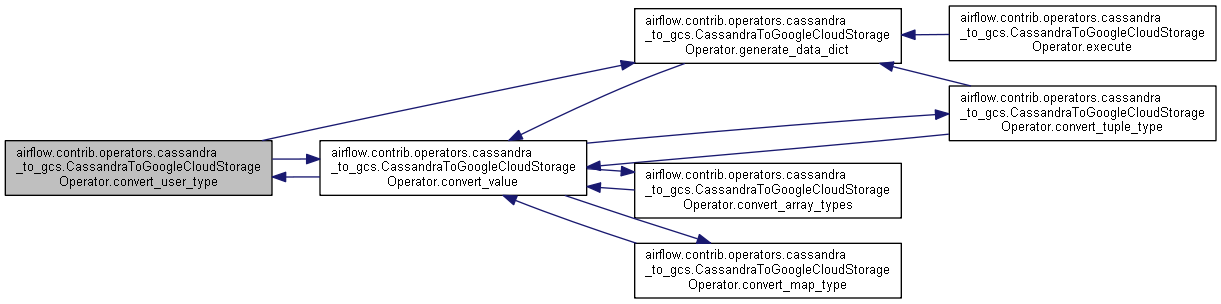 airflow.contrib.operators.cassandra
_to_gcs.CassandraToGoogleCloudStorage
Operator.convert_user_type
airflow.contrib.operators.cassandra
_to_gcs.CassandraToGoogleCloudStorage
Operator.convert_value
airflow.contrib.operators.cassandra
_to_gcs.CassandraToGoogleCloudStorage
Operator.generate_data_dict
airflow.contrib.operators.cassandra
_to_gcs.CassandraToGoogleCloudStorage
Operator.convert_array_types
airflow.contrib.operators.cassandra
_to_gcs.CassandraToGoogleCloudStorage
Operator.convert_map_type
airflow.contrib.operators.cassandra
_to_gcs.CassandraToGoogleCloudStorage
Operator.execute
airflow.contrib.operators.cassandra
_to_gcs.CassandraToGoogleCloudStorage
Operator.convert_tuple_type